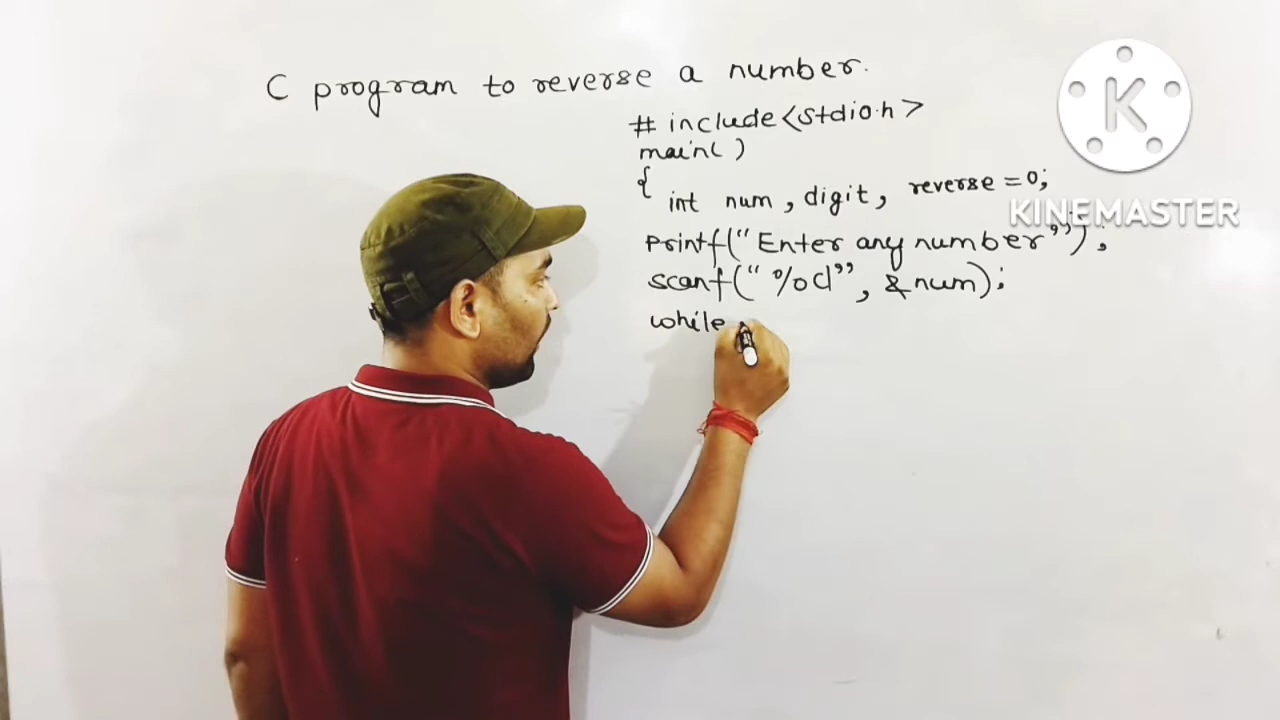 C program to reverse a number.
# include<stdio.h>
main( )
{
int num, digit, reverse=0;
printf("Enter any number");
scanf("%d", &num);
while
K
KINEMASTER